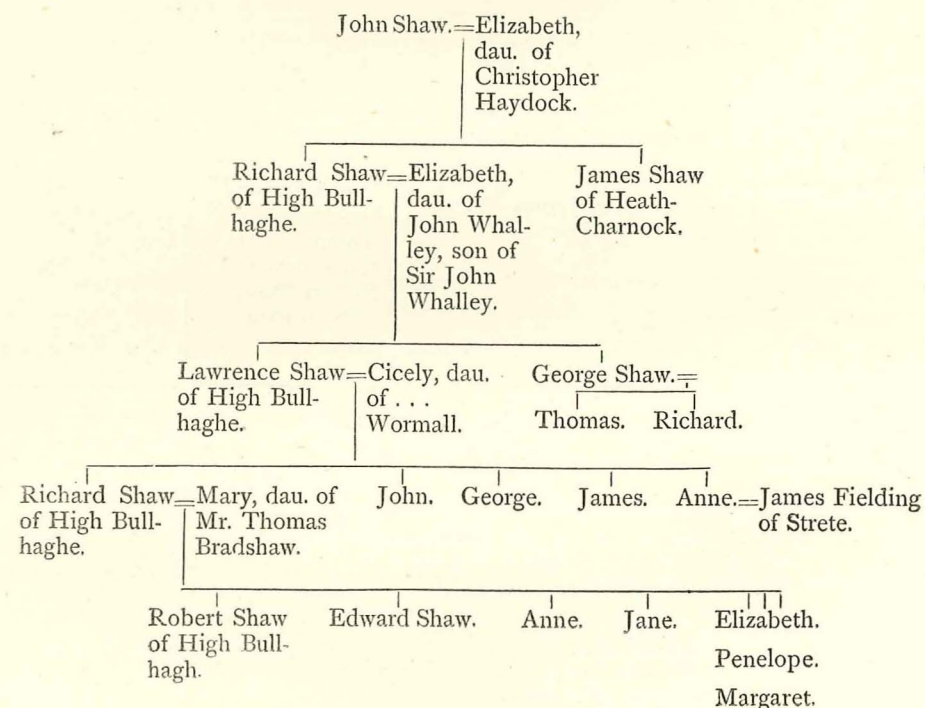 John Shaw.=Elizabeth,
dau. of
Christopher
Haydock.
Richard Shaw=Elizabeth,
of High Bull-
haghe.
dau. of
John Whal-
ley, son of
Sir John
Whalley.
James Shaw
of Heath-
Charnock.
Lawrence Shaw=Cicely, dau.
of High Bull-
haghe.
of . . .
Wormall.
George Shaw.=
Thomas. Richard.
Richard Shaw=Mary, dau. of
of High Bull-
haghe.
Mr. Thomas
Bradshaw.
John. George. James. Anne.=James Fielding
of Strete.
Robert Shaw
of High Bull-
hagh.
Edward Shaw. Anne. Jane. Elizabeth.
Penelope.
Margaret.